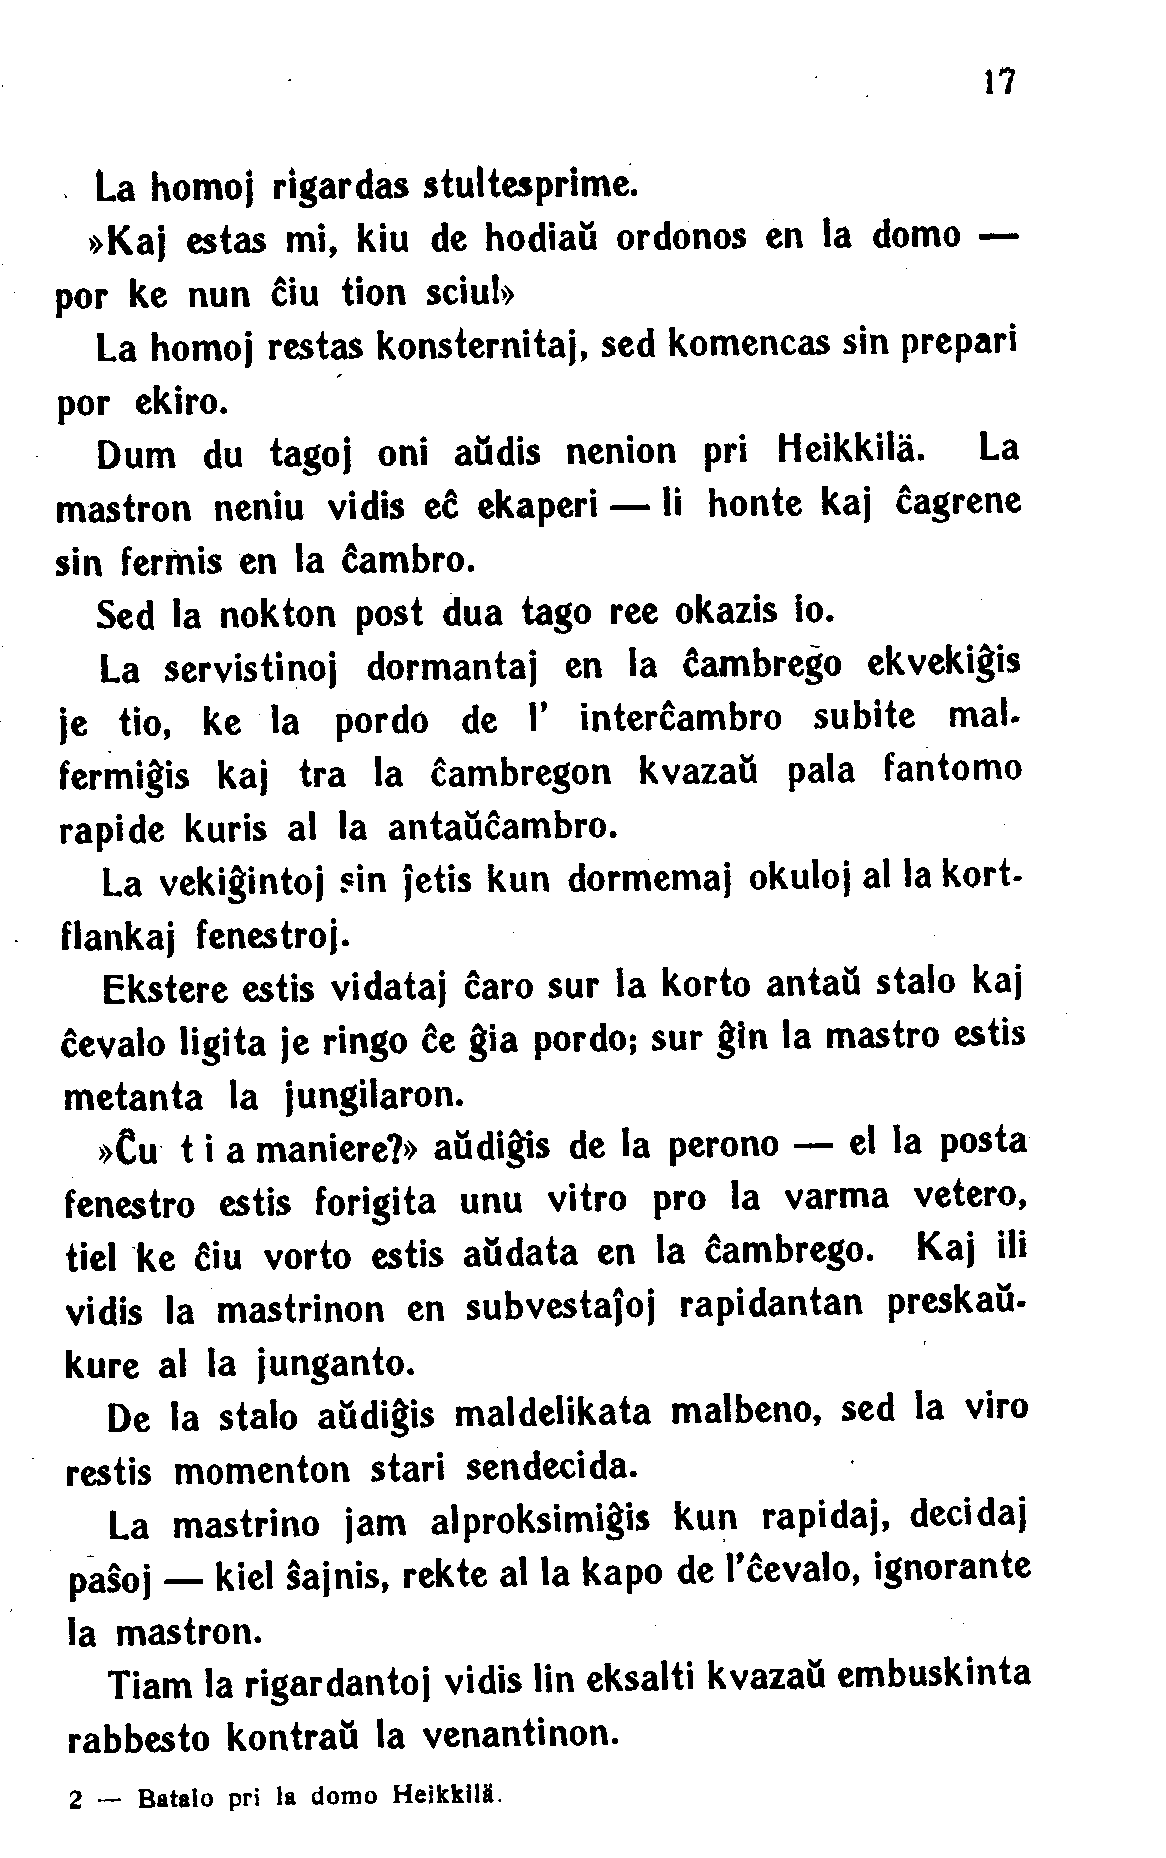 17
La homoj rigardas stultesprime.
»Kaj estas mi, kiu de hodiaŭ ordonos en la domo —
por ke nun ĉiu tion sciu!»
La homoj restas konsternitaj, sed komencas sin prepari
por ekiro.
Dum du tagoj oni aŭdis nenion pri Heikkilä. La
mastron neniu vidis eĉ ekaperi — li honte kaj ĉagrene
sin fermis en la ĉambro.
Sed la nokton post dua tago ree okazis io.
La servistinoj dormantaj en la ĉambreĝo ekvekiĝis
je tio, ke la pordo de l' interĉambro subite mal-
fermiĝis kaj tra la ĉambregon kvazaŭ pala fantomo
rapide kuris al la antaŭĉambro.
La vekiĝintoj sin ĵetis kun dormemaj okuloj al la kort-
flankaj fenestroj.
Ekstere estis vidataj ĉaro sur la korto antaŭ stalo kaj
ĉevalo ligita je ringo ĉe ĝia pordo; sur ĝin la mastro estis
metanta la jungilaron.
»Ĉu t i a maniere?» aŭdiĝis de la perono — el la posta
fenestro estis forigita unu vitro pro la varma vetero,
tiel ke ĉiu vorto estis aŭdata en la ĉambrego. Kaj ili
vidis la mastrinon en subvestaĵoj rapidantan preskaŭ-
kure al la junganto.
De la stalo aŭdiĝis maldelikata malbeno, sed la viro
restis momenton stari sendecida.
La mastrino jam alproksimiĝis kun rapidaj, decidaj
paŝoj — kiel ŝajnis, rekte al la kapo de l'ĉevalo, ignorante
la mastron.
Tiam la rigardantoj vidis lin eksalti kvazaŭ embuskinta
rabbesto kontraŭ la venantinon.
2 — Batalo pri la domo Heikkilä.